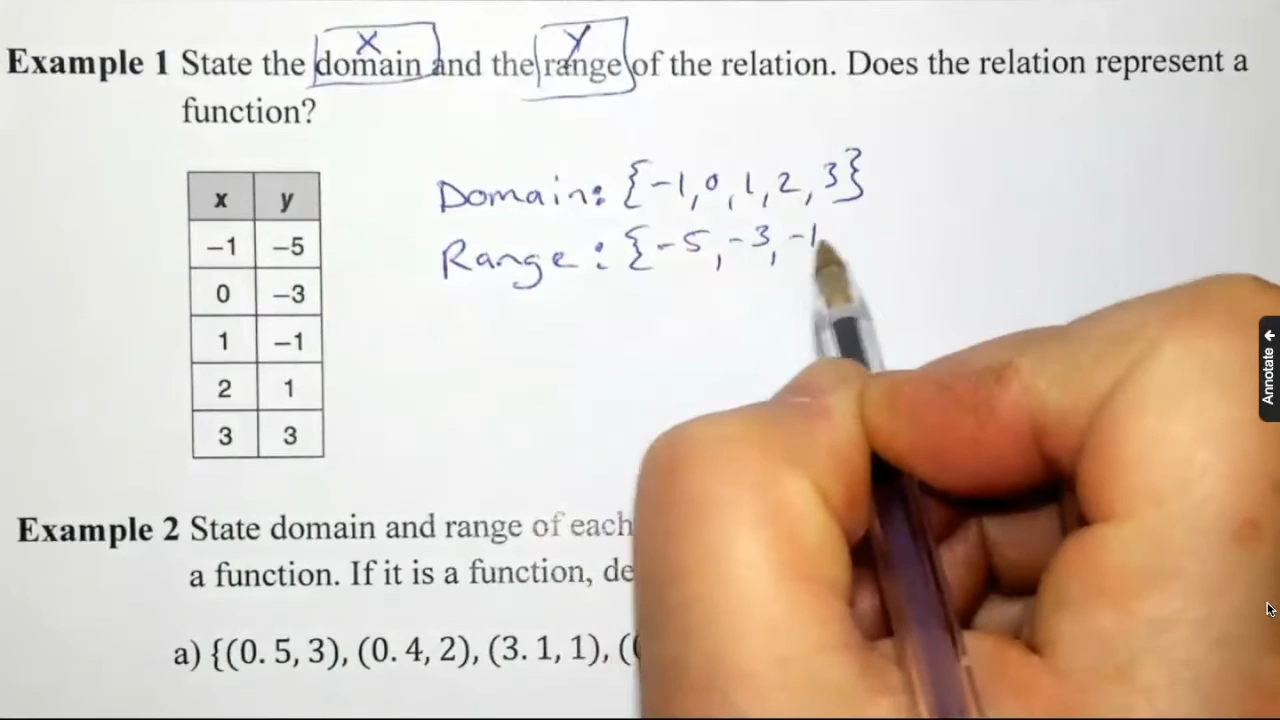 x y
Example 1 State the domain and the range of the relation. Does the relation represent a
function?
x y
−1 −5
0 −3
1 −1
2 1
3 3
Domain: {-1, 0, 1, 2, 3}
Range: {-5, -3, -1
Example 2 State domain and range of each
a function. If it is a function, de
a) {(0.5, 3), (0.4, 2), (3.1, 1), (
Annotate